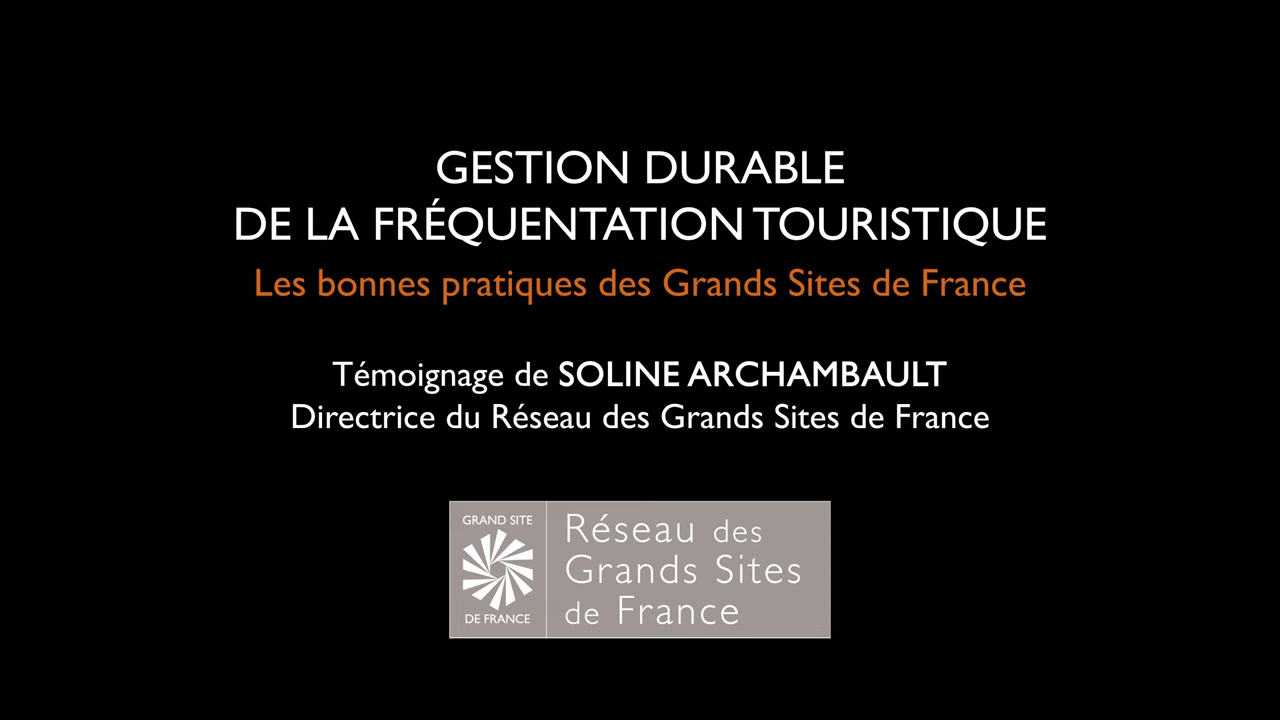 GESTION DURABLE
DE LA FRÉQUENTATION TOURISTIQUE
Les bonnes pratiques des Grands Sites de France
Témoignage de SOLINE ARCHAMBAULT
Directrice du Réseau des Grands Sites de France
GRAND SITE
DE FRANCE
Réseau des
Grands Sites
de France